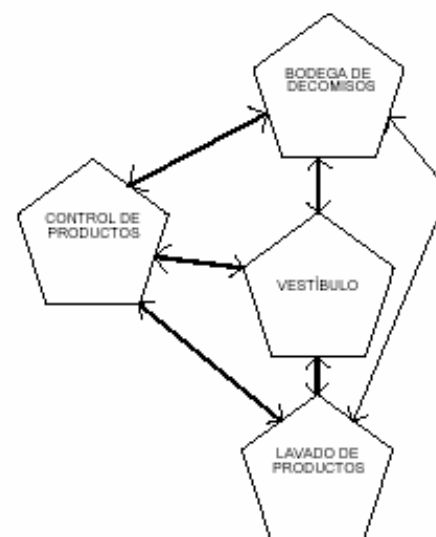 BODEGA DE
DECOMISOS
CONTROL DE
PRODUCTOS
VESTÍBULO
LAVADO DE
PRODUCTOS